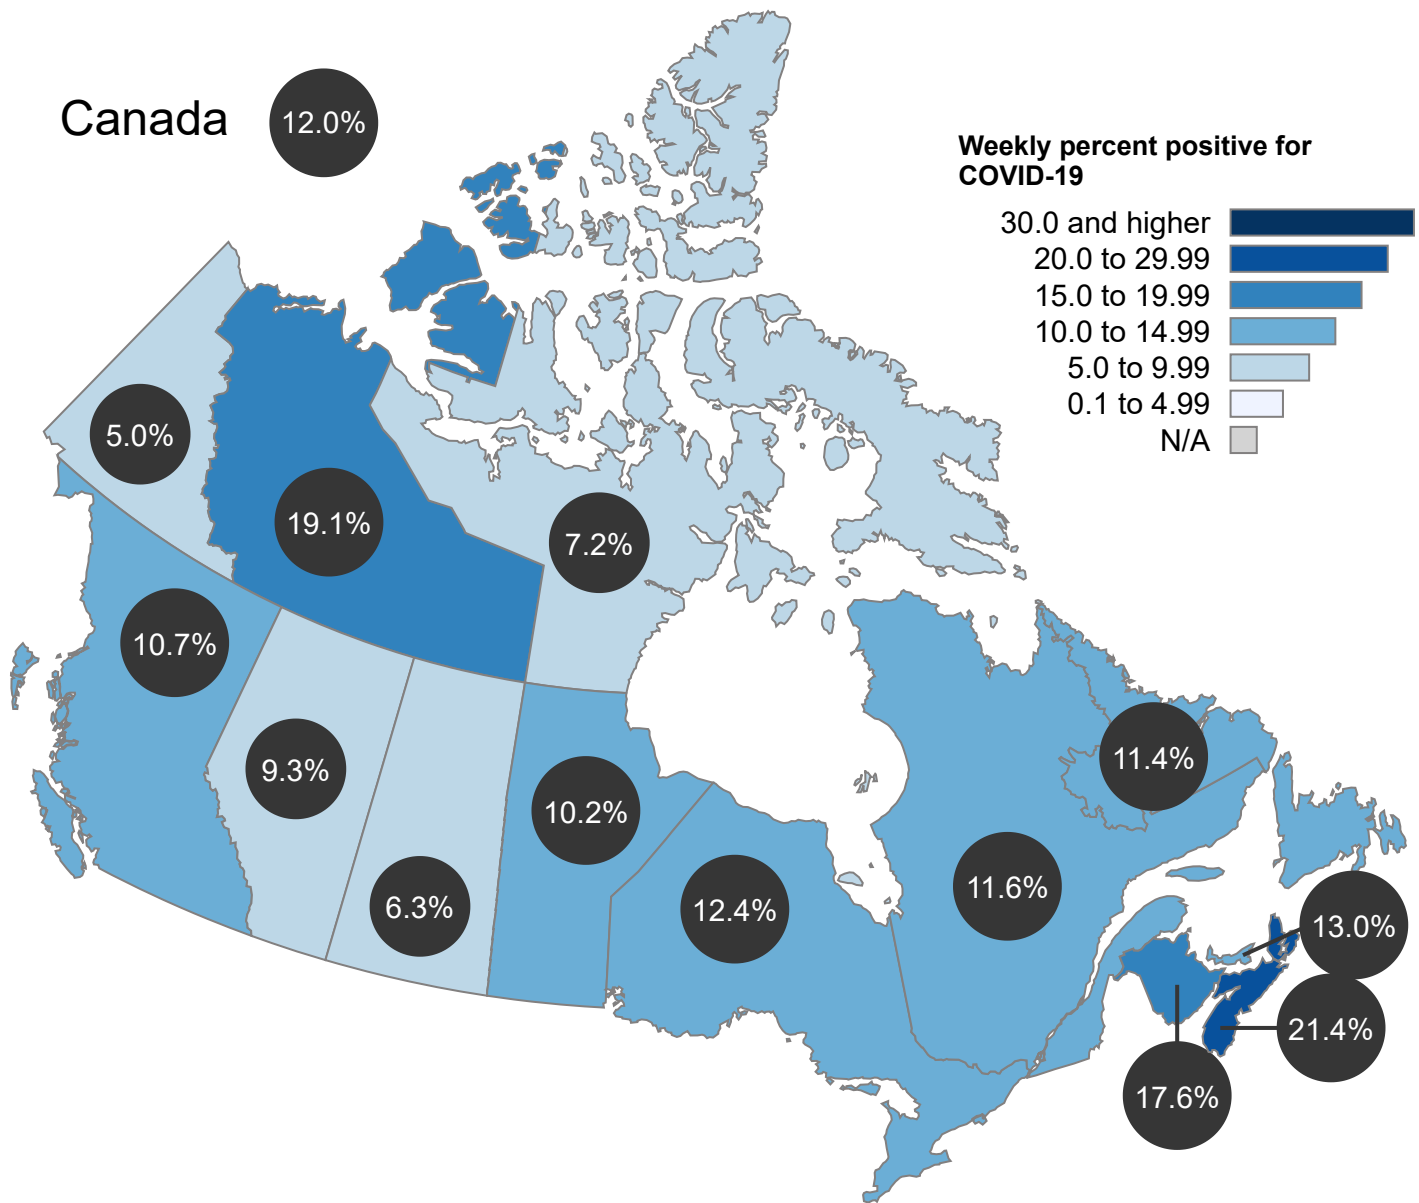 Canada
12.0%
Weekly percent positive for
COVID-19
30.0 and higher
20.0 to 29.99
15.0 to 19.99
10.0 to 14.99
5.0 to 9.99
0.1 to 4.99
N/A
5.0%
19.1%
7.2%
10.7%
9.3%
6.3%
10.2%
12.4%
11.6%
11.4%
13.0%
21.4%
17.6%